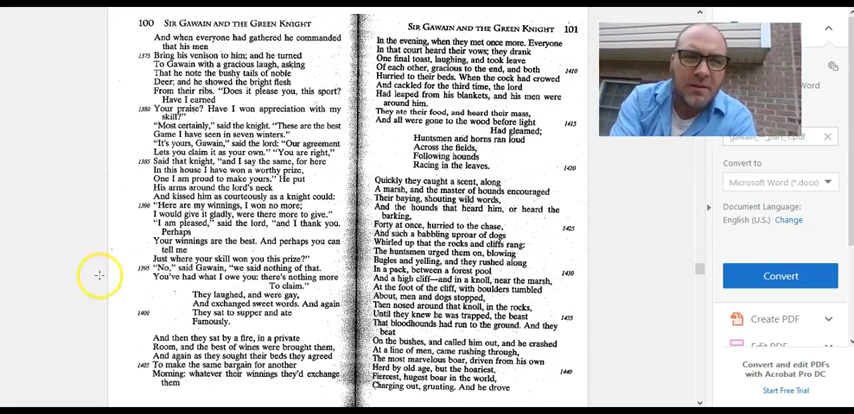 100 SIR GAWAIN AND THE GREEN KNIGHT
And when everyone had gathered he commanded
that his men
1375 Bring his venison to him; and he turned
To Gawain with a gracious laugh, asking
That he note the bushy tails of noble
Deer; and he showed the bright flesh
From their ribs. "Does it please you, this sport?
Have I earned
1380 Your praise? Have I won appreciation with my
skill?"
"Most certainly," said the knight. "These are the best
Game I have seen in seven winters."
"It's yours, Gawain," said the lord: "Our agreement
Lets you claim it as your own." "You are right,"
1385 Said that knight, "and I say the same, for here
In this house I have won a worthy prize,
One I am proud to make yours." He put
His arms around the lord's neck
And kissed him as courteously as a knight could:
1390 "Here are my winnings, I won no more;
I would give it gladly, were there more to give."
"I am pleased," said the lord, "and I thank you.
Perhaps
Your winnings are the best. And perhaps you can
tell me
Just where your skill won you this prize?"
1395 "No," said Gawain, "we said nothing of that.
You've had what I owe you: there's nothing more
To claim."
They laughed, and were gay,
And exchanged sweet words. And again
1400 They sat to supper and ate
Famously.
And then they sat by a fire, in a private
Room, and the best of wines were brought them,
And again as they sought their beds they agreed
1405 To make the same bargain for another
Morning: whatever their winnings they'd exchange
them
SIR GAWAIN AND THE GREEN KNIGHT 101
In the evening, when they met once more. Everyone
In that court heard their vows; they drank
One final toast, laughing, and took leave
Of each other, gracious to the end, and both 1410
Hurried to their beds. When the cock had crowed
And cackled for the third time, the lord
Had leaped from his blankets, and his men were
around him.
They ate their food, and heard their mass,
And all were gone to the wood before light 1415
Had gleamed;
Huntsmen and horns ran loud
Across the fields,
Following hounds
Racing in the leaves. 1420
Quickly they caught a scent, along
A marsh, and the master of hounds encouraged
Their baying, shouting wild words,
And the hounds that heard him, or heard the
barking,
Forty at once, hurried to the chase, 1425
And such a babbling uproar of dogs
Whirled up that the rocks and cliffs rang:
The huntsmen urged them on, blowing
Bugles and yelling, and they rushed along
In a pack, between a forest pool 1430
And a high cliff—and in a knoll, near the marsh,
At the foot of the cliff, with boulders tumbled
About, men and dogs stopped,
Then nosed around that knoll, in the rocks,
Until they knew he was trapped, the beast 1435
That bloodhounds had run to the ground. And they
beat
On the bushes, and called him out, and he crashed
At a line of men, came rushing through,
The most marvelous boar, driven from his own
Herd by old age, but the hoariest, 1440
Fiercest, hugest boar in the world,
Charging out, grunting. And he drove
Word
Convert to
Microsoft Word (*.docx)
Document Language:
English (U.S.) Change
Convert
Create PDF
Edit PDF
Convert and edit PDFs
with Acrobat Pro DC
Start Free Trial